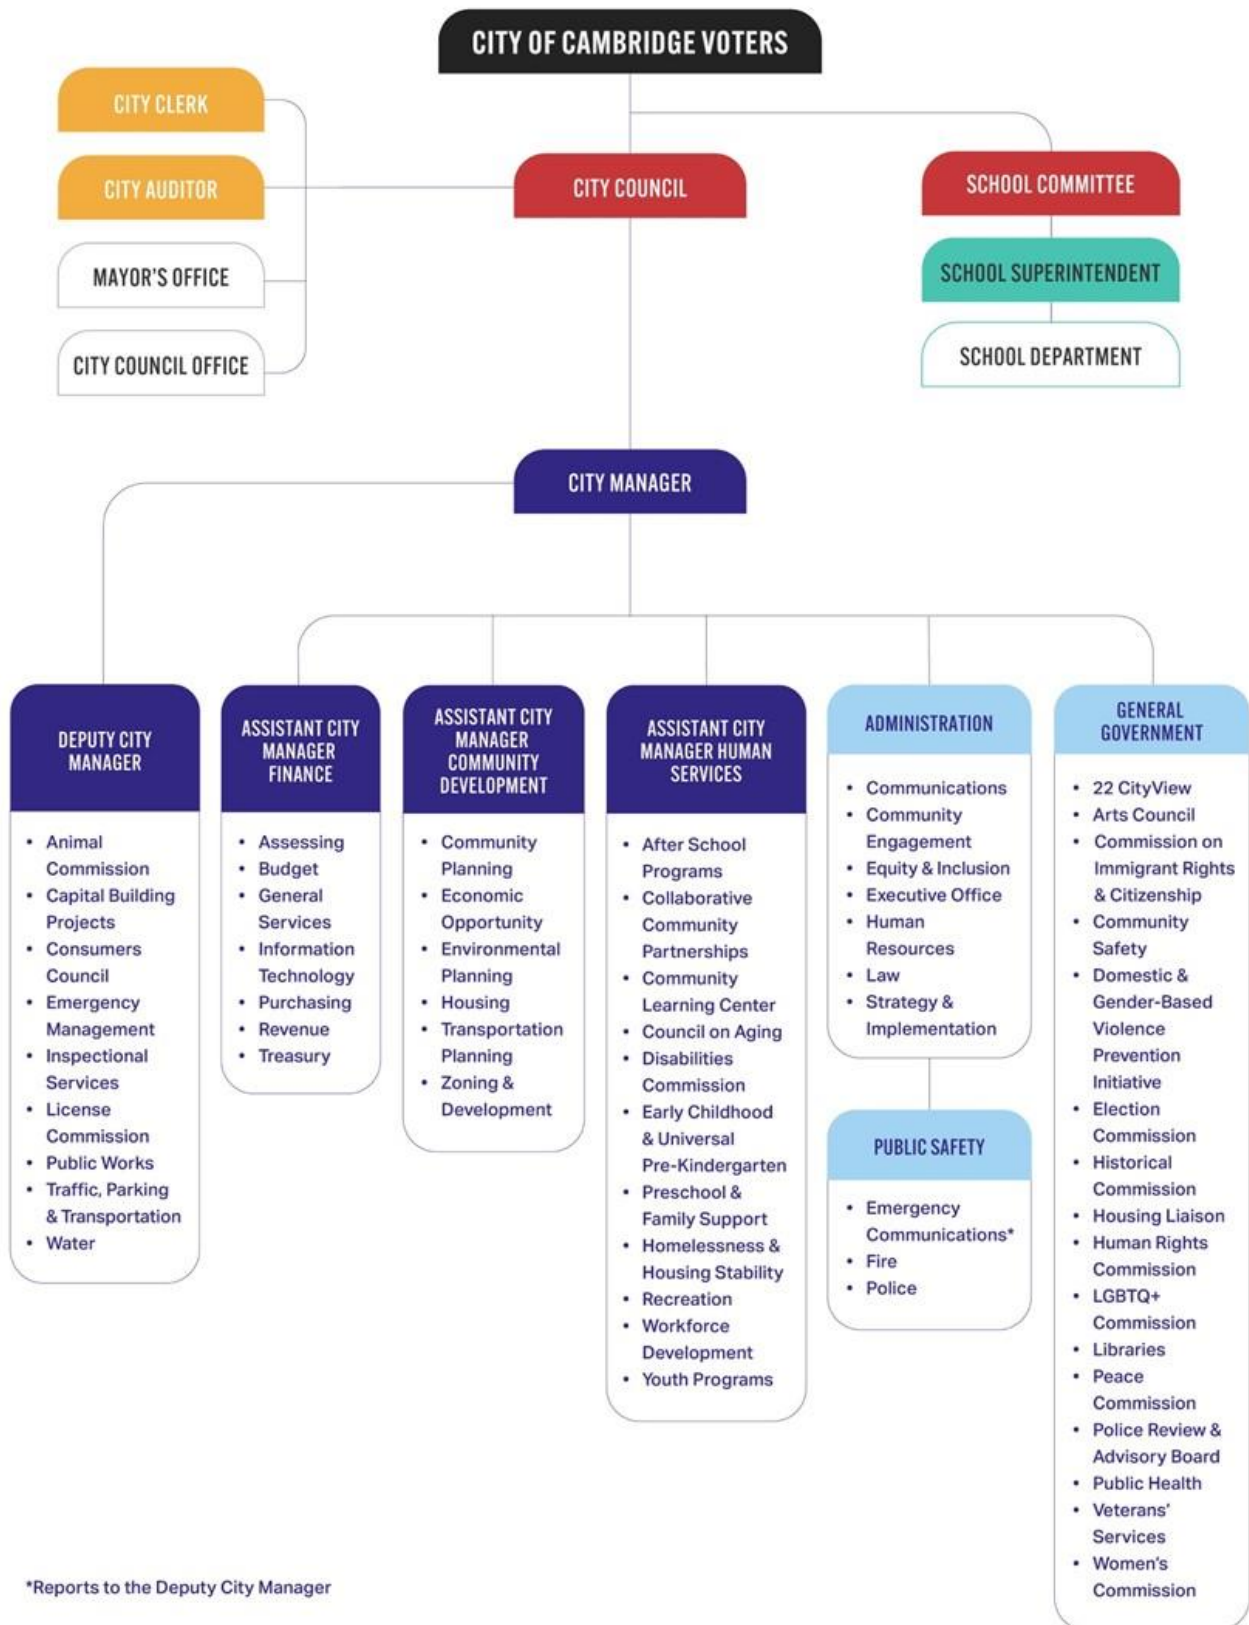 CITY OF CAMBRIDGE VOTERS
CITY CLERK
CITY AUDITOR
MAYOR'S OFFICE
CITY COUNCIL OFFICE
CITY COUNCIL
SCHOOL COMMITTEE
SCHOOL SUPERINTENDENT
SCHOOL DEPARTMENT
CITY MANAGER
DEPUTY CITY
MANAGER
• Animal
Commission
• Capital Building
Projects
• Consumers
Council
• Emergency
Management
• Inspectional
Services
• License
Commission
• Public Works
• Traffic, Parking
& Transportation
• Water
ASSISTANT CITY
MANAGER
FINANCE
• Assessing
• Budget
• General
Services
• Information
Technology
• Purchasing
• Revenue
• Treasury
ASSISTANT CITY
MANAGER
COMMUNITY
DEVELOPMENT
• Community
Planning
• Economic
Opportunity
• Environmental
Planning
• Housing
• Transportation
Planning
• Zoning &
Development
ASSISTANT CITY
MANAGER HUMAN
SERVICES
• After School
Programs
• Collaborative
Community
Partnerships
• Community
Learning Center
• Council on Aging
• Disabilities
Commission
• Early Childhood
& Universal
Pre-Kindergarten
• Preschool &
Family Support
• Homelessness &
Housing Stability
• Recreation
• Workforce
Development
• Youth Programs
ADMINISTRATION
• Communications
• Community
Engagement
• Equity & Inclusion
• Executive Office
• Human
Resources
• Law
• Strategy &
Implementation
PUBLIC SAFETY
• Emergency
Communications*
• Fire
• Police
GENERAL
GOVERNMENT
• 22 CityView
• Arts Council
• Commission on
Immigrant Rights
& Citizenship
• Community
Safety
• Domestic &
Gender-Based
Violence
Prevention
Initiative
• Election
Commission
• Historical
Commission
• Housing Liaison
• Human Rights
Commission
• LGBTQ+
Commission
• Libraries
• Peace
Commission
• Police Review &
Advisory Board
• Public Health
• Veterans'
Services
• Women's
Commission
*Reports to the Deputy City Manager